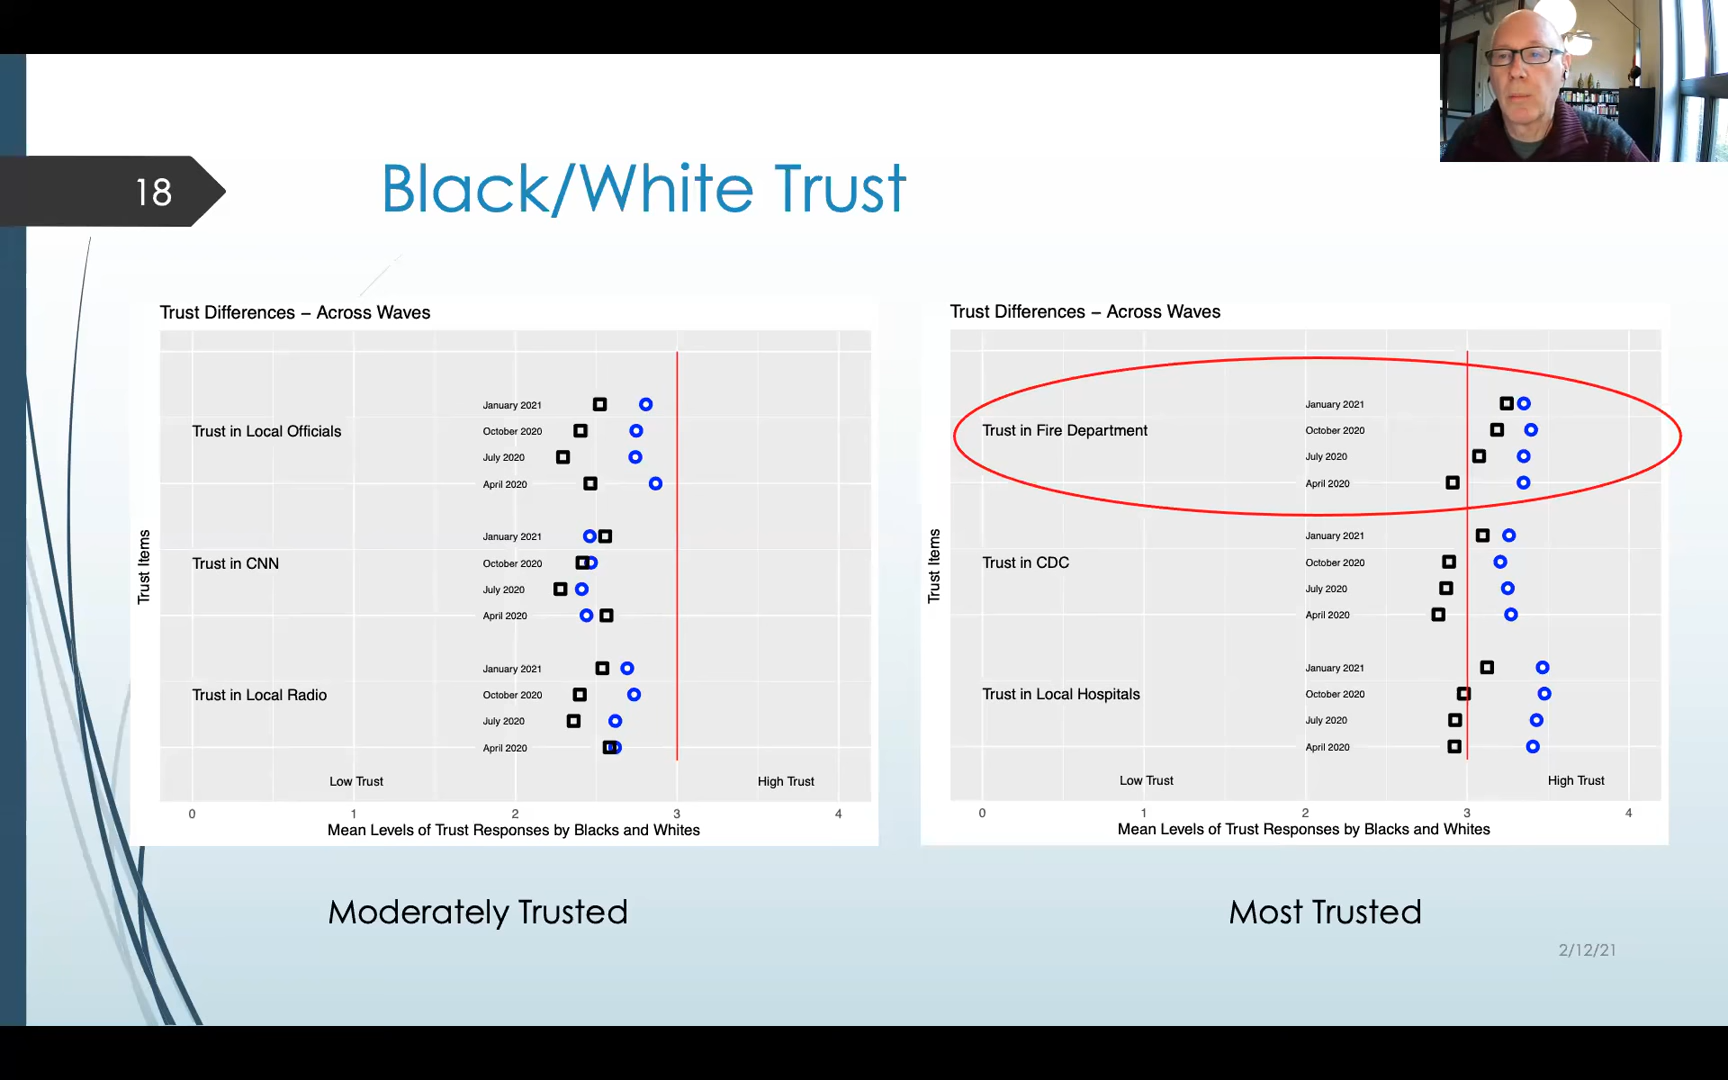 18
Black/White Trust
Trust Differences – Across Waves
Trust Items
January 2021
Trust in Local Officials
October 2020
July 2020
April 2020
January 2021
Trust in CNN
October 2020
July 2020
April 2020
January 2021
Trust in Local Radio
October 2020
July 2020
April 2020
Low Trust
High Trust
0 1 2 3 4
Mean Levels of Trust Responses by Blacks and Whites
Moderately Trusted
Trust Differences – Across Waves
Trust Items
January 2021
Trust in Fire Department
October 2020
July 2020
April 2020
January 2021
Trust in CDC
October 2020
July 2020
April 2020
January 2021
Trust in Local Hospitals
October 2020
July 2020
April 2020
Low Trust
High Trust
0 1 2 3 4
Mean Levels of Trust Responses by Blacks and Whites
Most Trusted
2/12/21